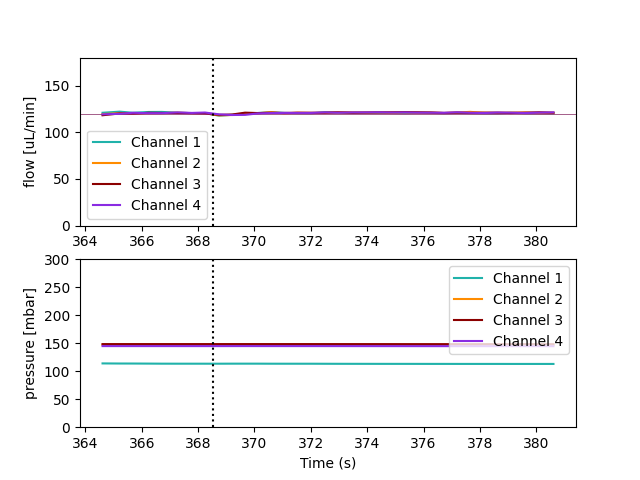 flow [uL/min]
150
100
50
0
Channel 1
Channel 2
Channel 3
Channel 4
364 366 368 370 372 374 376 378 380
pressure [mbar]
300
250
200
150
100
50
0
Channel 1
Channel 2
Channel 3
Channel 4
364 366 368 370 372 374 376 378 380
Time (s)